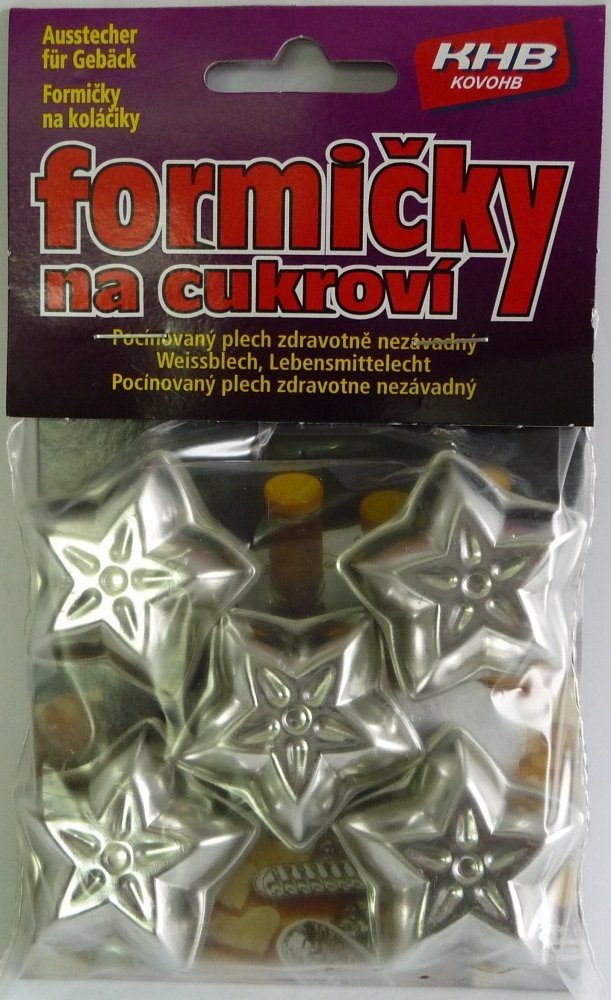 Ausstecher
für Gebäck
Formičky
na koláčiky
KHB
KOVOHB
formičky
na cukroví
Pocínovaný plech zdravotně nezávadný
Weissblech, Lebensmittelecht
Pocínovaný plech zdravotne nezávadný